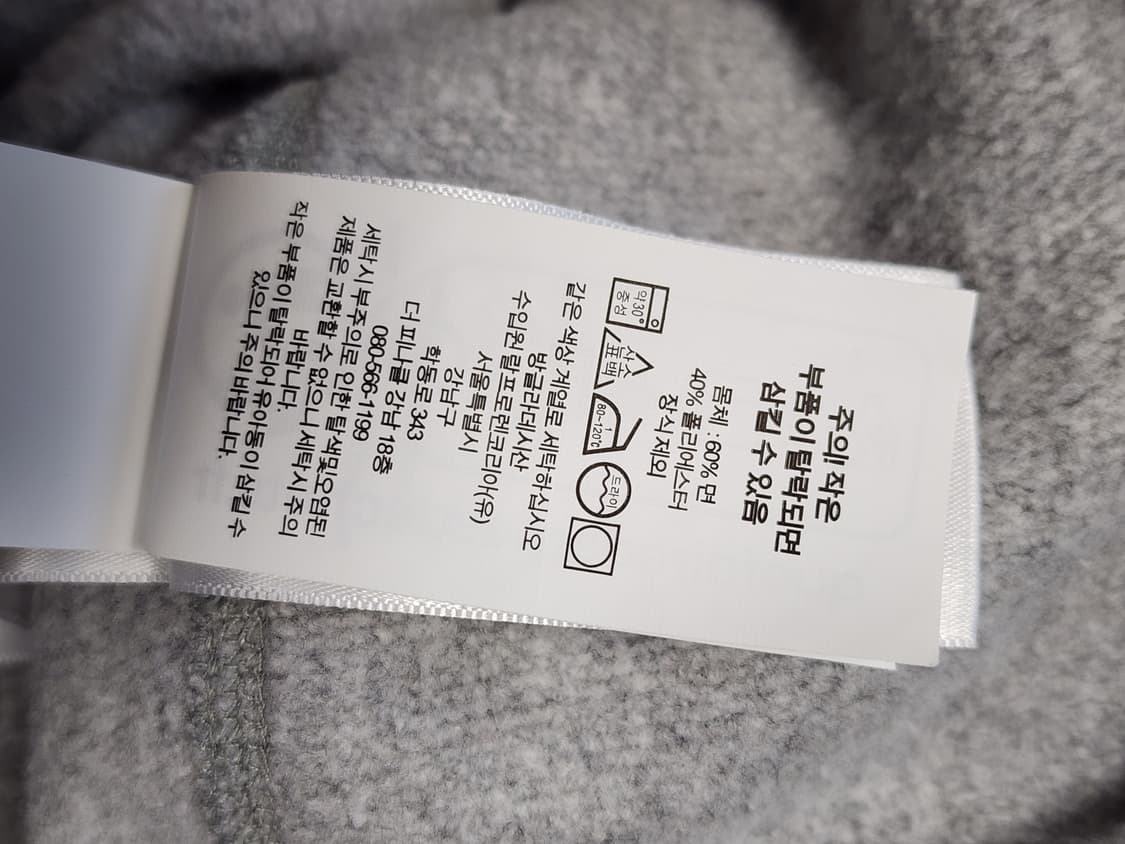 주의! 작은
부품이 탈락되면
삼킬 수 있음
몸체 : 60% 면
40% 폴리에스터
장식 제외
약 30°
중성
산소
표백
80~120℃
드라이
같은 색상 계열로 세탁하십시오
방글라데시산
수입원:랄프로렌코리아(유)
서울특별시
강남구
학동로 343
더 피나클 강남 18층
080-566-1199
세탁 시 부주의로 인한 탈색 및 오염된
제품은 교환할 수 없으니 세탁시 주의
바랍니다.
작은 부품이 탈락되어 유아동이 삼킬 수
있으니 주의 바랍니다.